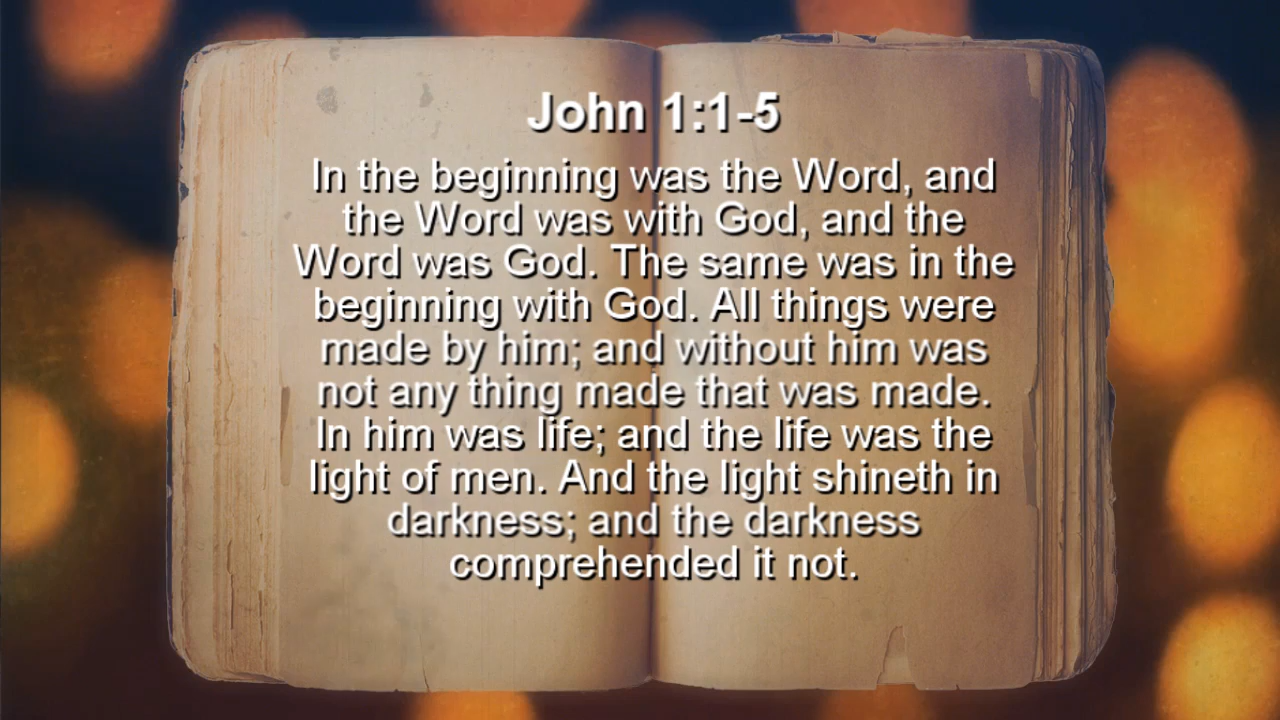 John 1:1-5
In the beginning was the Word, and
the Word was with God, and the
Word was God. The same was in the
beginning with God. All things were
made by him; and without him was
not any thing made that was made.
In him was life; and the life was the
light of men. And the light shineth in
darkness; and the darkness
comprehended it not.